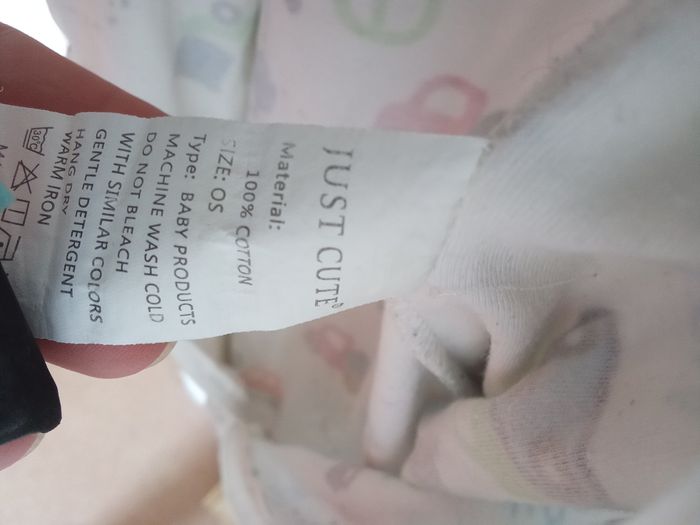 JUST CUTE
Material:
100% COTTON
SIZE: OS
Type: BABY PRODUCTS
MACHINE WASH COLD
DO NOT BLEACH
WITH SIMILAR COLORS
GENTLE DETERGENT
HANG DRY
WARM IRON
30°C